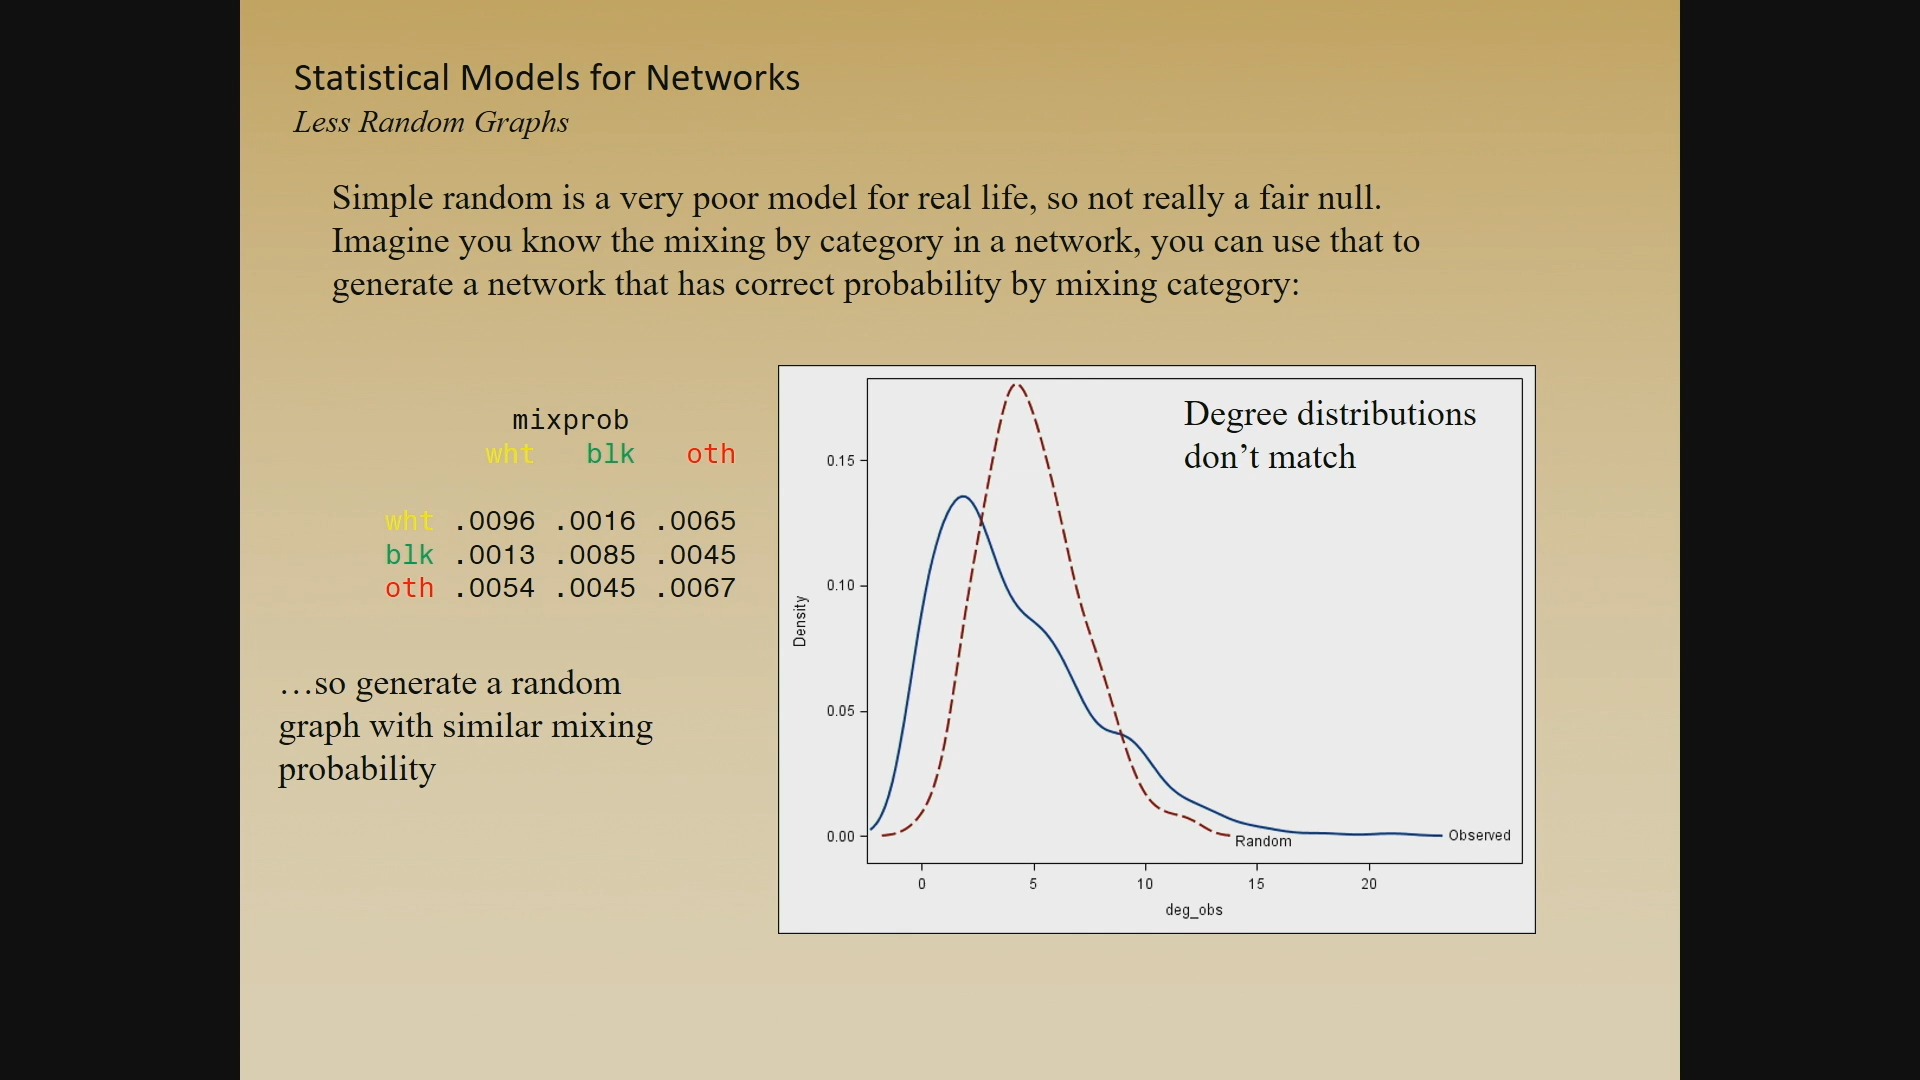 Statistical Models for Networks
Less Random Graphs
Simple random is a very poor model for real life, so not really a fair null.
Imagine you know the mixing by category in a network, you can use that to
generate a network that has correct probability by mixing category:
mixprob
wht blk oth
wht .0096 .0016 .0065
blk .0013 .0085 .0045
oth .0054 .0045 .0067
…so generate a random
graph with similar mixing
probability
Degree distributions
don’t match
0.15
0.10
0.05
0.00
Density
Random
Observed
0 5 10 15 20
deg_obs